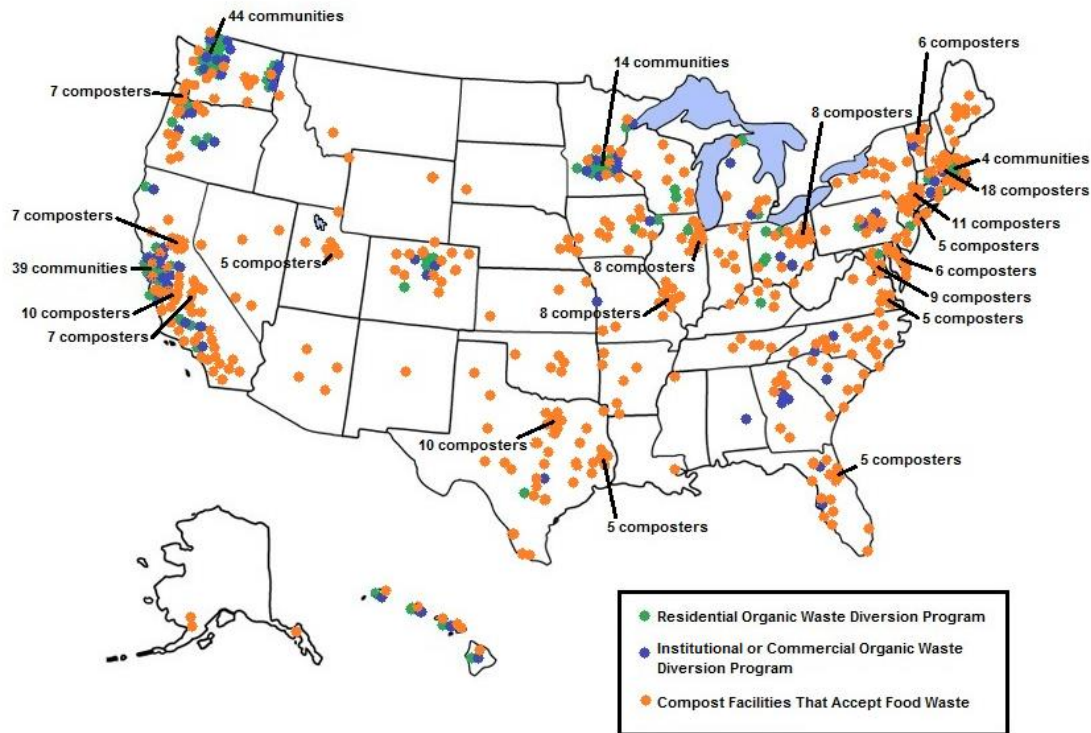 44 communities
6 composters
14 communities
7 composters
8 composters
4 communities
18 composters
7 composters
11 composters
5 composters
39 communities
5 composters
8 composters
6 composters
10 composters
8 composters
9 composters
7 composters
5 composters
10 composters
5 composters
5 composters
Residential Organic Waste Diversion Program
Institutional or Commercial Organic Waste
Diversion Program
Compost Facilities That Accept Food Waste